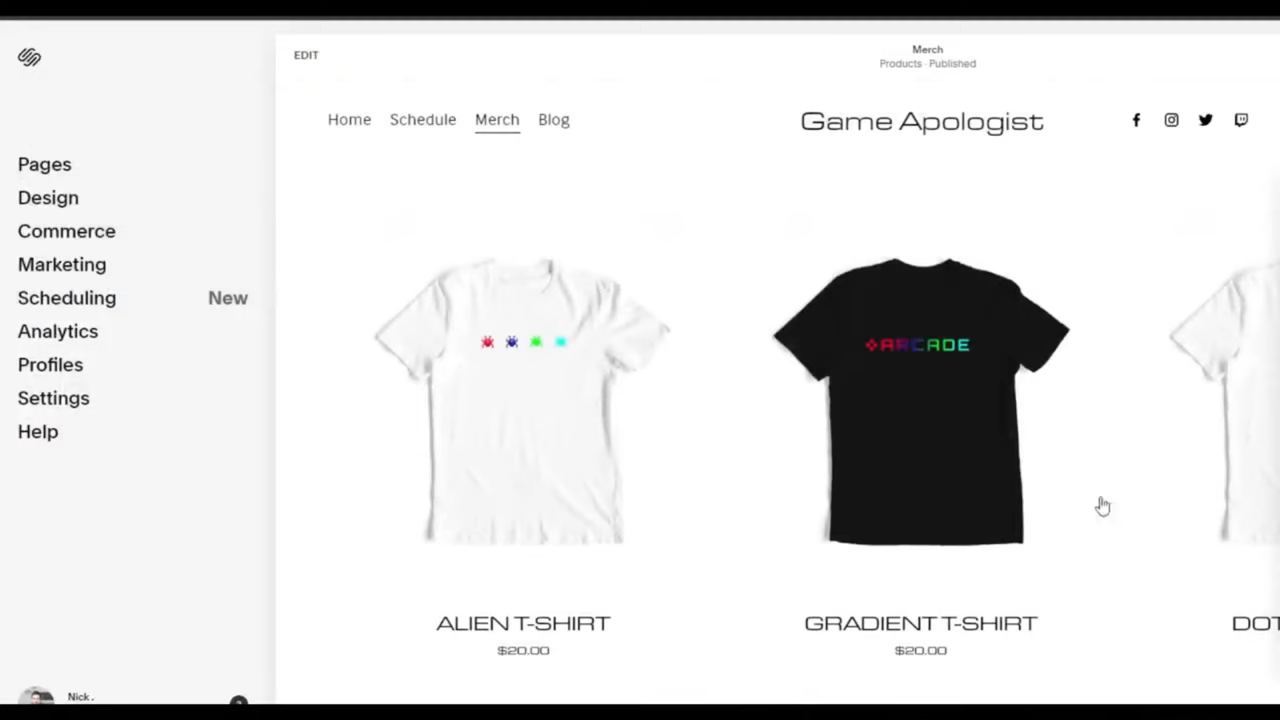 EDIT
Merch
Products · Published
Home Schedule Merch Blog
Game Apologist
Pages
Design
Commerce
Marketing
Scheduling New
Analytics
Profiles
Settings
Help
ARCADE
ALIEN T-SHIRT
$20.00
GRADIENT T-SHIRT
$20.00
DOT
Nick.